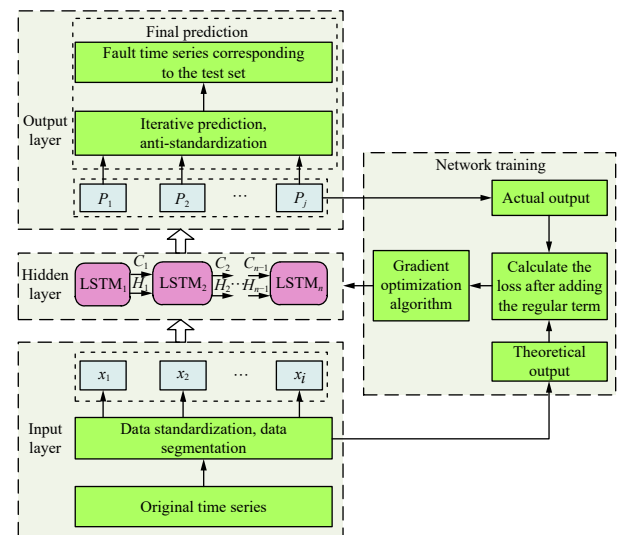 Final prediction
Fault time series corresponding
to the test set
Output
layer
Iterative prediction,
anti-standardization
P1 P2 ... Pj
Network training
Actual output
Calculate the
loss after adding
the regular term
Gradient
optimization
algorithm
Theoretical
output
Hidden
layer
C1 C2 Cn−1
LSTM1 LSTM2 ... LSTMn
H1 H2 Hn−1
x1 x2 ... xi
Input
layer
Data standardization, data
segmentation
Original time series